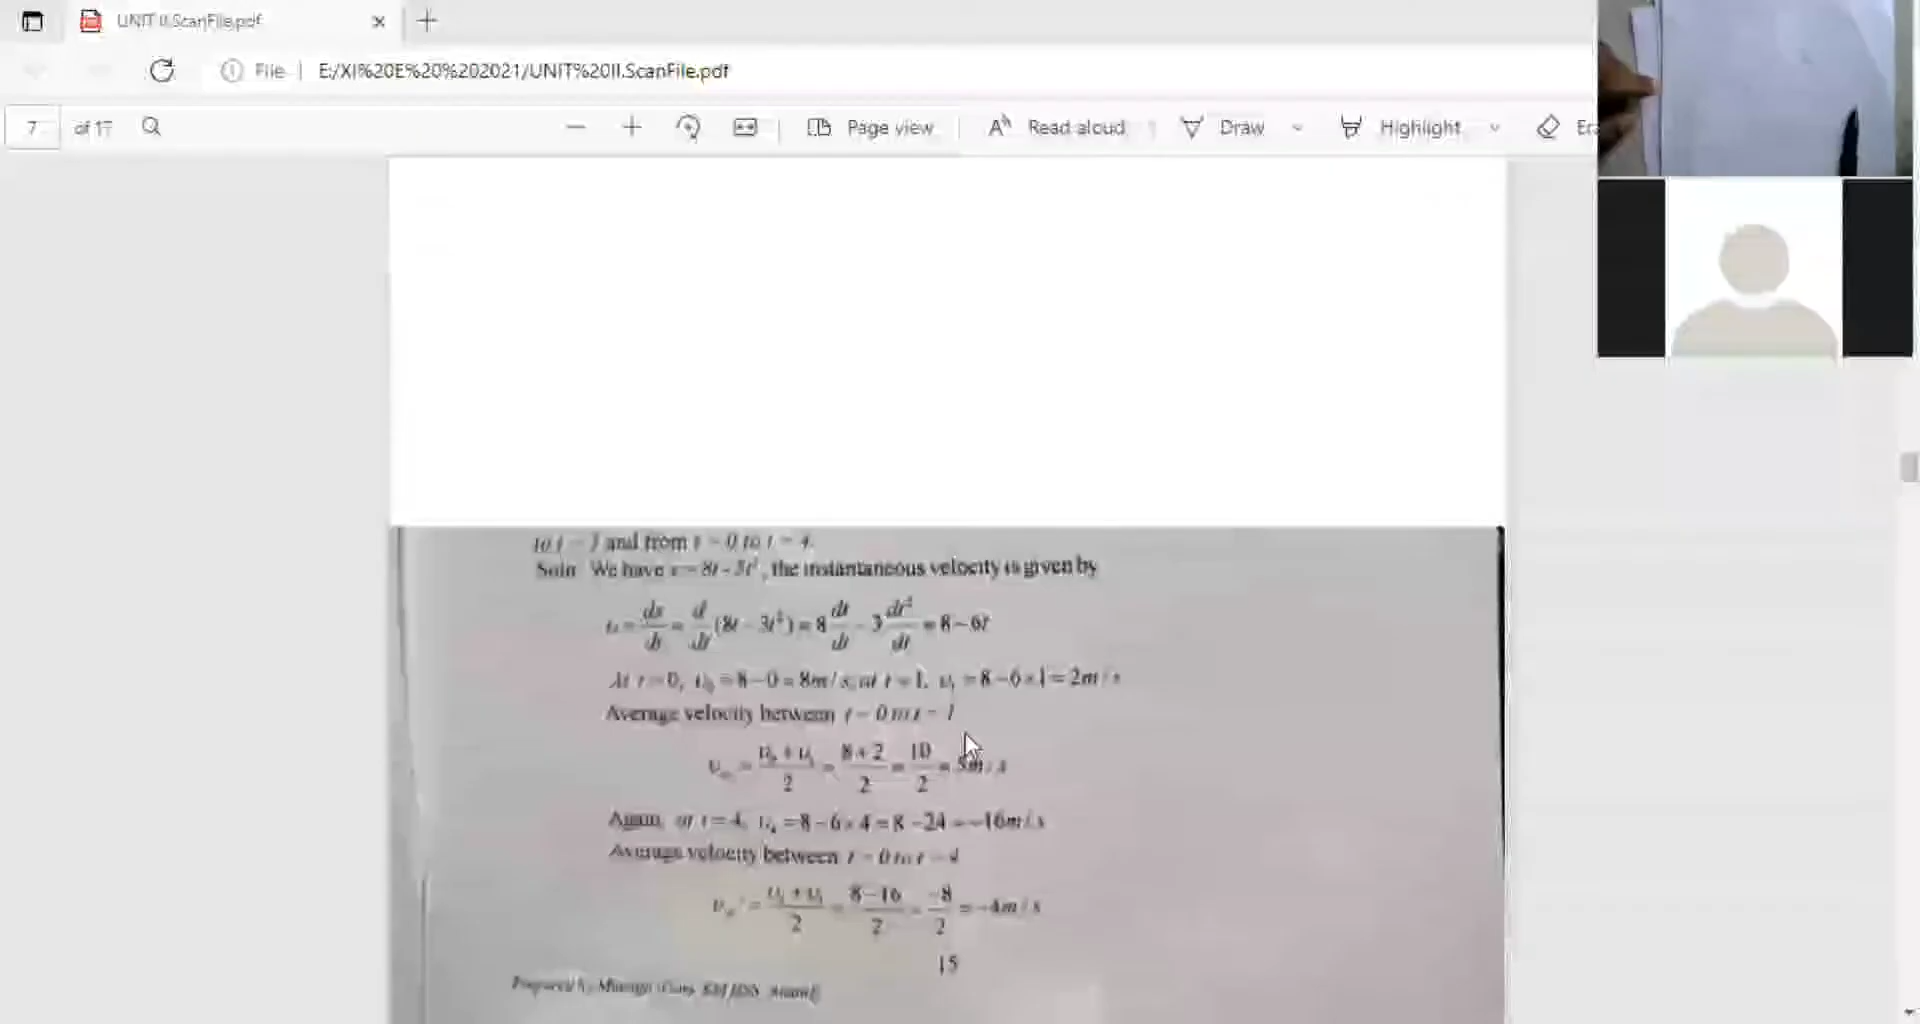 UNIT II.ScanFile.pdf
File | E:/XI%20E%20%202021/UNIT%20II.ScanFile.pdf
7 of 17 Page view Read aloud Draw Highlight Era
to t = 1 and from t = 0 to t = 4.
Soln We have x = 8t - 3t², the instantaneous velocity is given by
υ = dx/dt = d/dt (8t - 3t²) = 8 dt/dt - 3 dt²/dt = 8 - 6t
At t = 0, υ₀ = 8 - 0 = 8m/s, at t = 1, υ₁ = 8 - 6×1 = 2m/s
Average velocity between t = 0 to t = 1
= (υ₀ + υ₁)/2 = (8+2)/2 = 10/2 = 5m/s
Again, at t = 4, υ₄ = 8 - 6×4 = 8 - 24 = -16m/s
Average velocity between t = 0 to t = 4
= 2 = (8-16)/2 = -8/2 = -4m/s
15
Prepared by